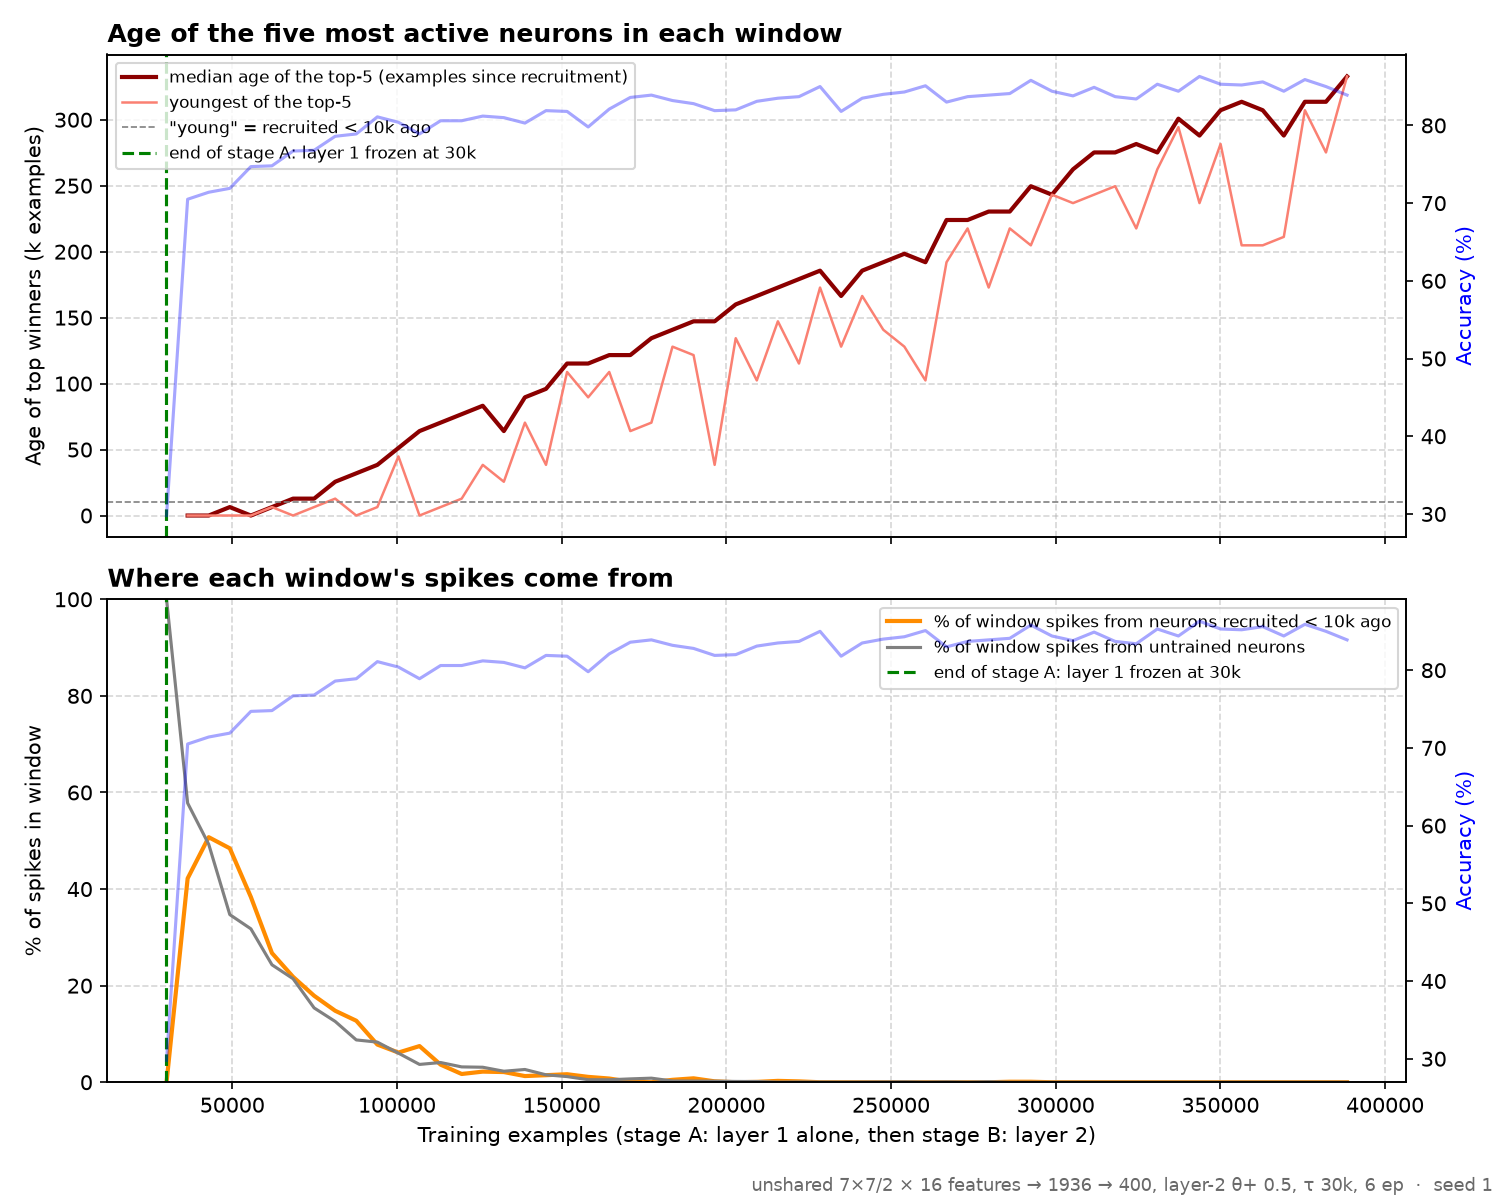 Age of the five most active neurons in each window
median age of the top-5 (examples since recruitment)
youngest of the top-5
"young" = recruited < 10k ago
end of stage A: layer 1 frozen at 30k
Age of top winners (k examples)
300
250
200
150
100
50
0
80
70
60
50
40
30
Accuracy (%)
Where each window's spikes come from
% of window spikes from neurons recruited < 10k ago
% of window spikes from untrained neurons
end of stage A: layer 1 frozen at 30k
% of spikes in window
100
80
60
40
20
0
80
70
60
50
40
30
Accuracy (%)
50000 100000 150000 200000 250000 300000 350000 400000
Training examples (stage A: layer 1 alone, then stage B: layer 2)
unshared 7×7/2 × 16 features → 1936 → 400, layer-2 θ+ 0.5, τ 30k, 6 ep · seed 1